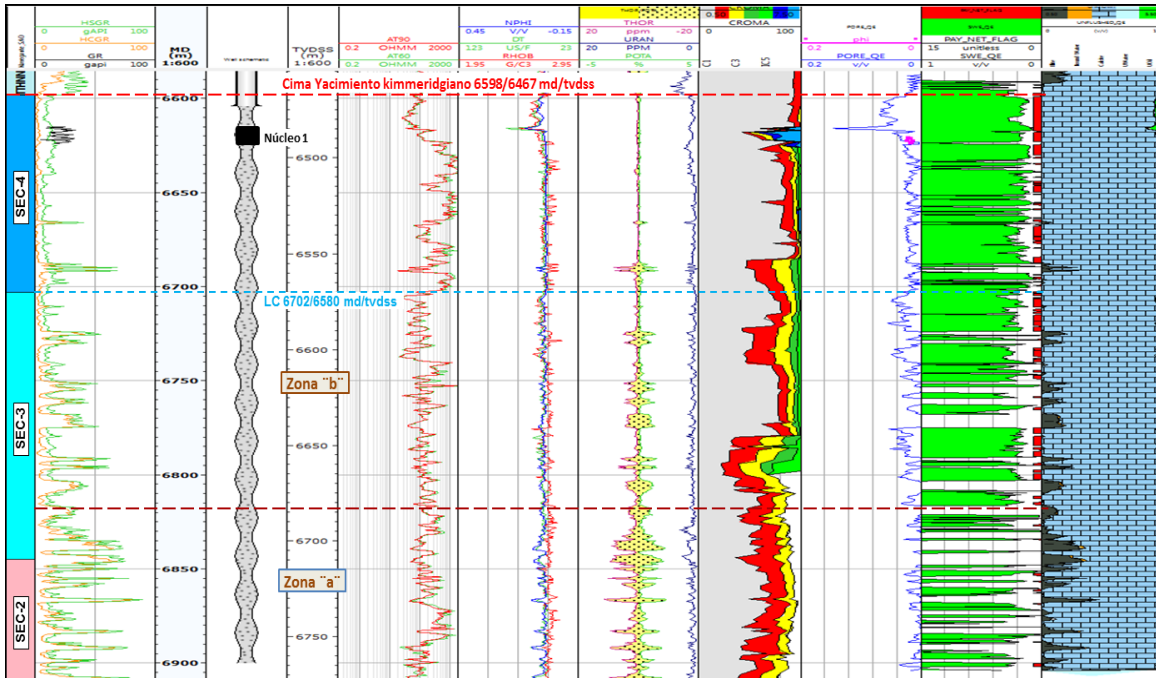 HSGR
0 gAPI 100
HCGR
0 100
GR
0 gapi 100
MD
(m)
1:600
Well schematic
TVDSS
(m)
1:600
AT90
0.2 OHMM 2000
AT60
0.2 OHMM 2000
NPHI
0.45 V/V -0.15
DT
123 US/F 23
RHOB
1.95 G/C3 2.95
THOR
20 ppm -20
URAN
20 PPM 0
POTA
-5 % 5
CROMA
0 100
C1
C3
phi
0.2 0
PORE_QE
0.2 v/v 0
PAY_NET_FLAG
15 unitless 0
SWE_QE
1 v/v 0
Cima Yacimiento kimmeridgiano 6598/6467 md/tvdss
6600
Núcleo 1
6500
SEC-4
6650
6550
6700
LC 6702/6580 md/tvdss
6600
6750
Zona ¨b¨
SEC-3
6650
6800
6700
6850
Zona ¨a¨
SEC-2
6750
6900